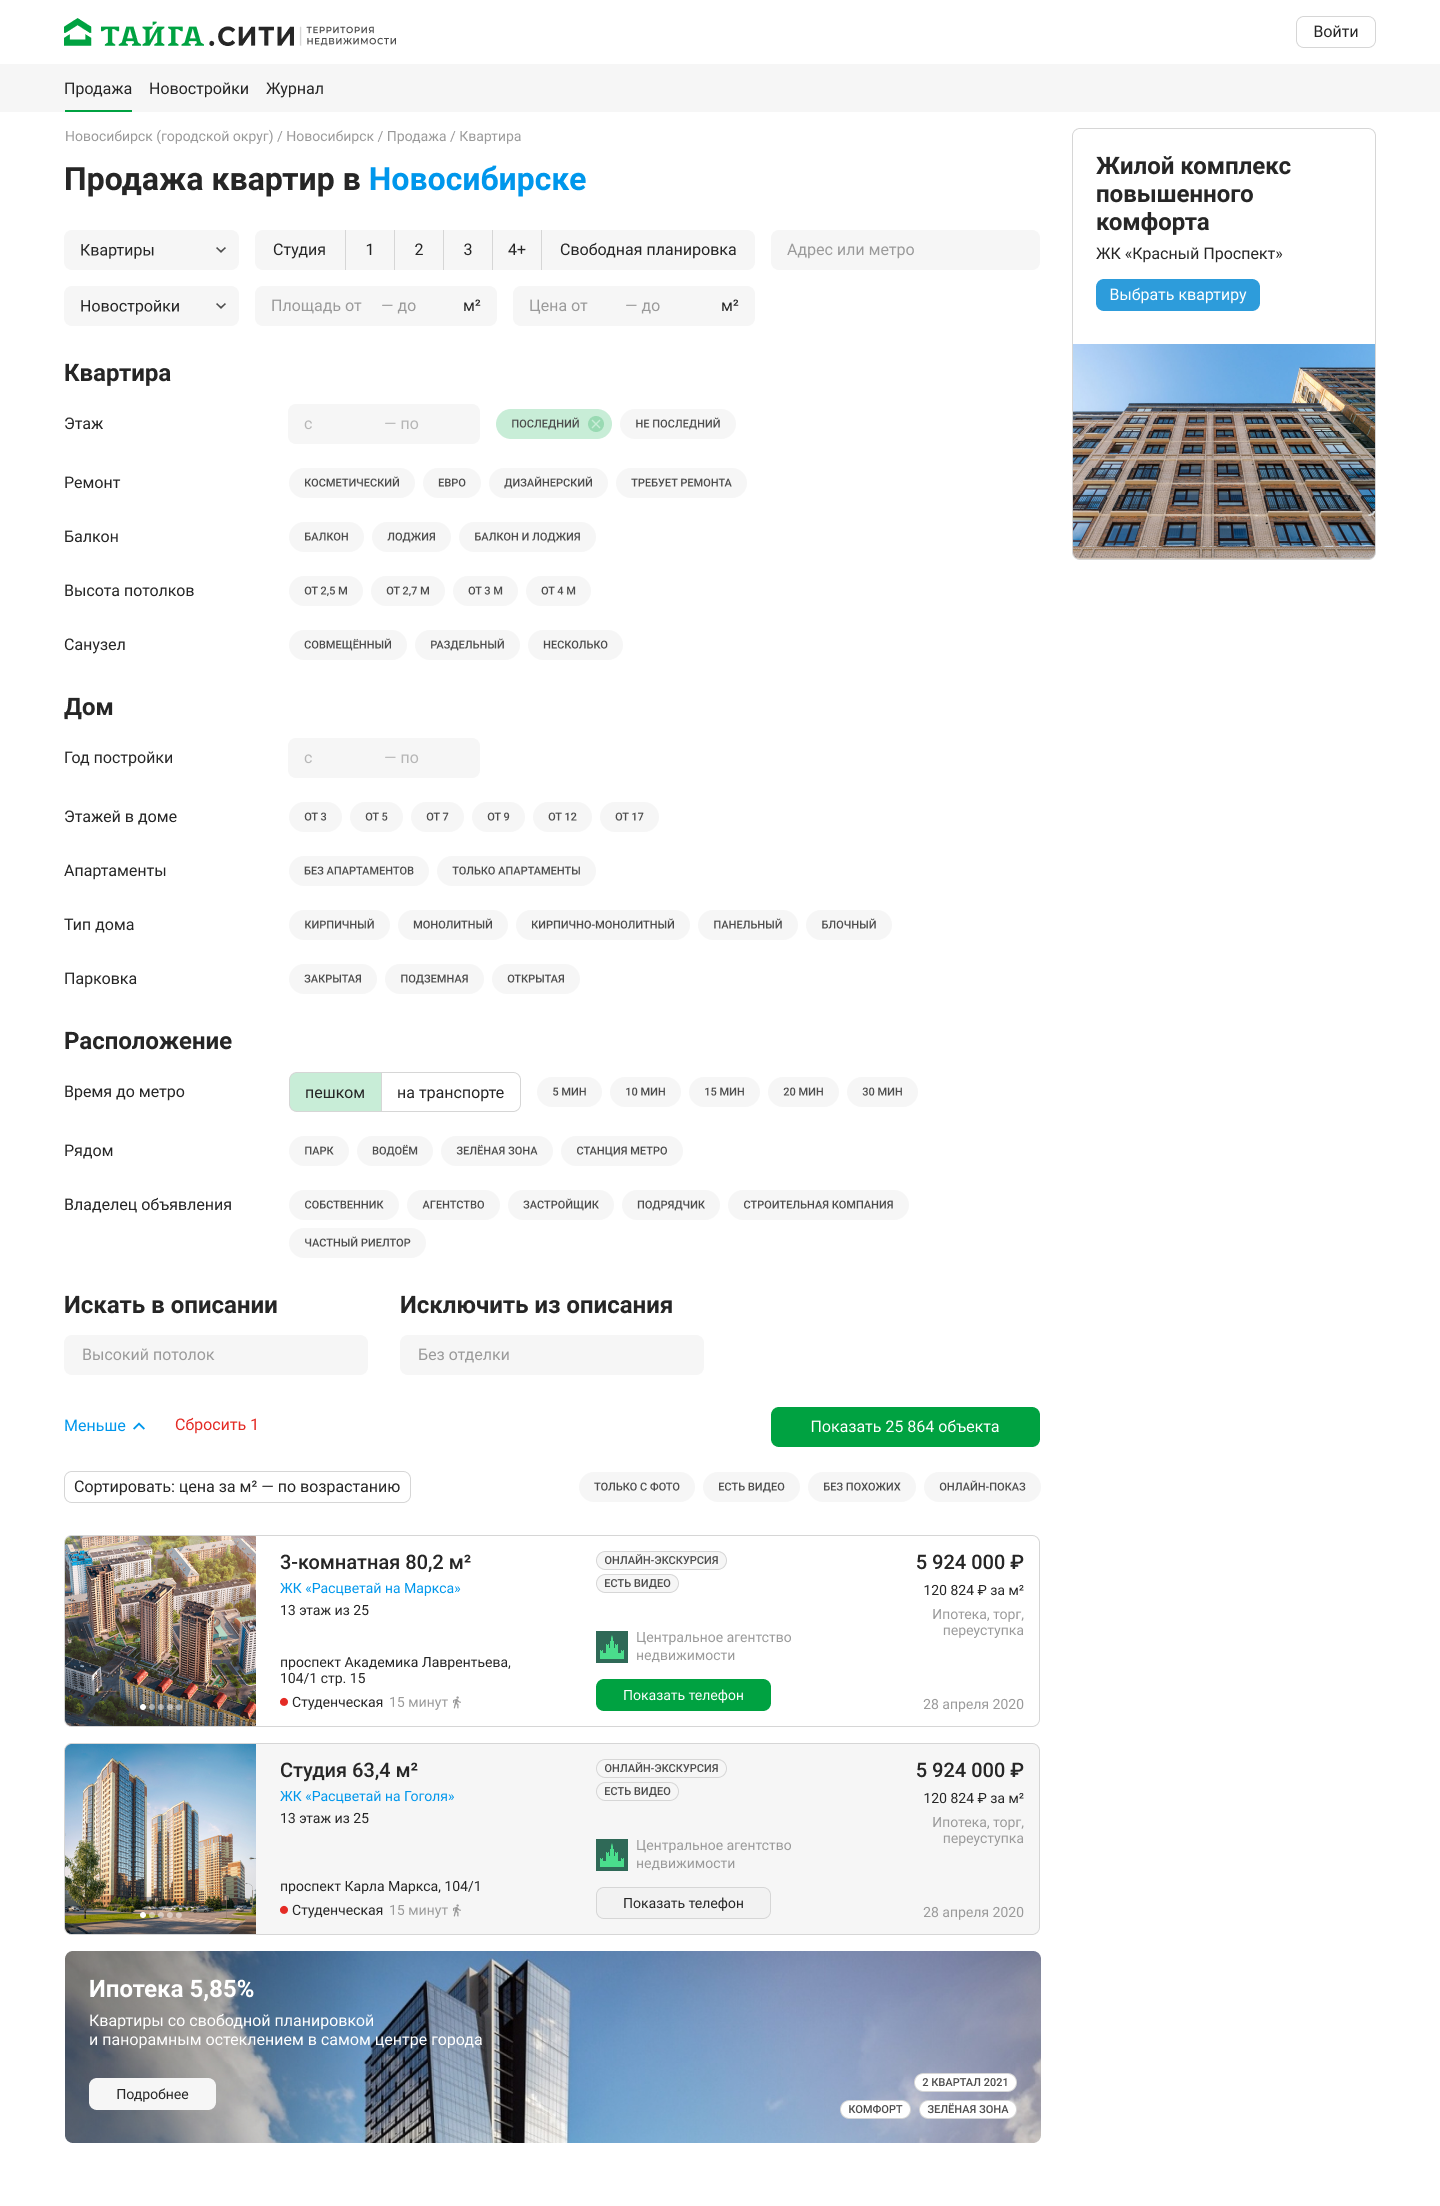 ТАЙГА.СИТИ
ТЕРРИТОРИЯ
НЕДВИЖИМОСТИ
Войти
Продажа Новостройки Журнал
Новосибирск (городской округ) / Новосибирск / Продажа / Квартира
Продажа квартир в Новосибирске
Квартиры
Студия 1 2 3 4+ Свободная планировка
Адрес или метро
Новостройки
Площадь от — до м²
Цена от — до м²
Жилой комплекс
повышенного
комфорта
ЖК «Красный Проспект»
Выбрать квартиру
Квартира
Этаж с — по ПОСЛЕДНИЙ НЕ ПОСЛЕДНИЙ
Ремонт КОСМЕТИЧЕСКИЙ ЕВРО ДИЗАЙНЕРСКИЙ ТРЕБУЕТ РЕМОНТА
Балкон БАЛКОН ЛОДЖИЯ БАЛКОН И ЛОДЖИЯ
Высота потолков ОТ 2,5 М ОТ 2,7 М ОТ 3 М ОТ 4 М
Санузел СОВМЕЩЁННЫЙ РАЗДЕЛЬНЫЙ НЕСКОЛЬКО
Дом
Год постройки с — по
Этажей в доме ОТ 3 ОТ 5 ОТ 7 ОТ 9 ОТ 12 ОТ 17
Апартаменты БЕЗ АПАРТАМЕНТОВ ТОЛЬКО АПАРТАМЕНТЫ
Тип дома КИРПИЧНЫЙ МОНОЛИТНЫЙ КИРПИЧНО-МОНОЛИТНЫЙ ПАНЕЛЬНЫЙ БЛОЧНЫЙ
Парковка ЗАКРЫТАЯ ПОДЗЕМНАЯ ОТКРЫТАЯ
Расположение
Время до метро пешком на транспорте 5 МИН 10 МИН 15 МИН 20 МИН 30 МИН
Рядом ПАРК ВОДОЁМ ЗЕЛЁНАЯ ЗОНА СТАНЦИЯ МЕТРО
Владелец объявления СОБСТВЕННИК АГЕНТСТВО ЗАСТРОЙЩИК ПОДРЯДЧИК СТРОИТЕЛЬНАЯ КОМПАНИЯ
ЧАСТНЫЙ РИЕЛТОР
Искать в описании
Высокий потолок
Исключить из описания
Без отделки
Меньше Сбросить 1 Показать 25 864 объекта
Сортировать: цена за м² — по возрастанию ТОЛЬКО С ФОТО ЕСТЬ ВИДЕО БЕЗ ПОХОЖИХ ОНЛАЙН-ПОКАЗ
3-комнатная 80,2 м²
ЖК «Расцветай на Маркса»
13 этаж из 25
проспект Академика Лаврентьева,
104/1 стр. 15
Студенческая 15 минут
ОНЛАЙН-ЭКСКУРСИЯ
ЕСТЬ ВИДЕО
Центральное агентство
недвижимости
Показать телефон
5 924 000 ₽
120 824 ₽ за м²
Ипотека, торг,
переуступка
28 апреля 2020
Студия 63,4 м²
ЖК «Расцветай на Гоголя»
13 этаж из 25
проспект Карла Маркса, 104/1
Студенческая 15 минут
ОНЛАЙН-ЭКСКУРСИЯ
ЕСТЬ ВИДЕО
Центральное агентство
недвижимости
Показать телефон
5 924 000 ₽
120 824 ₽ за м²
Ипотека, торг,
переуступка
28 апреля 2020
Ипотека 5,85%
Квартиры со свободной планировкой
и панорамным остеклением в самом центре города
Подробнее
2 КВАРТАЛ 2021
КОМФОРТ ЗЕЛЁНАЯ ЗОНА